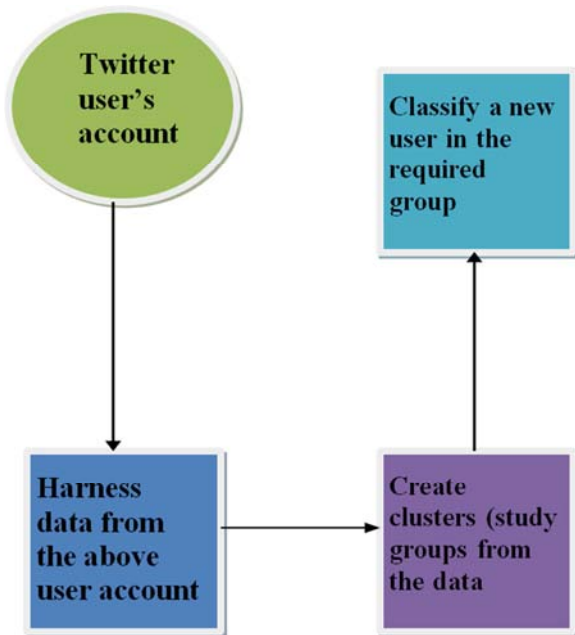 Twitter
user's
account
Harness
data from
the above
user account
Create
clusters (study
groups from
the data
Classify a new
user in the
required
group